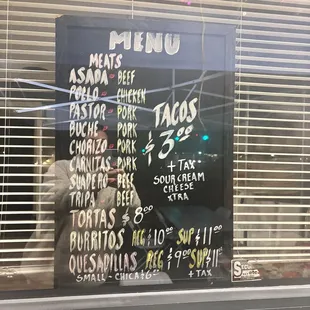 MENU
MEATS
ASADA - BEEF
POLLO - CHICKEN
PASTOR - PORK
BUCHE - PORK
CHORIZO - PORK
CARNITAS - PORK
SUADERO - BEEF
TRIPA - BEEF
TACOS
$3.00
+ TAX
SOUR CREAM
CHEESE
XTRA
TORTAS $8.00
BURRITOS REG $10.00 SUP $11.00
QUESADILLAS REG $9.00 SUP $11
SMALL - CHICA $6.00 + TAX